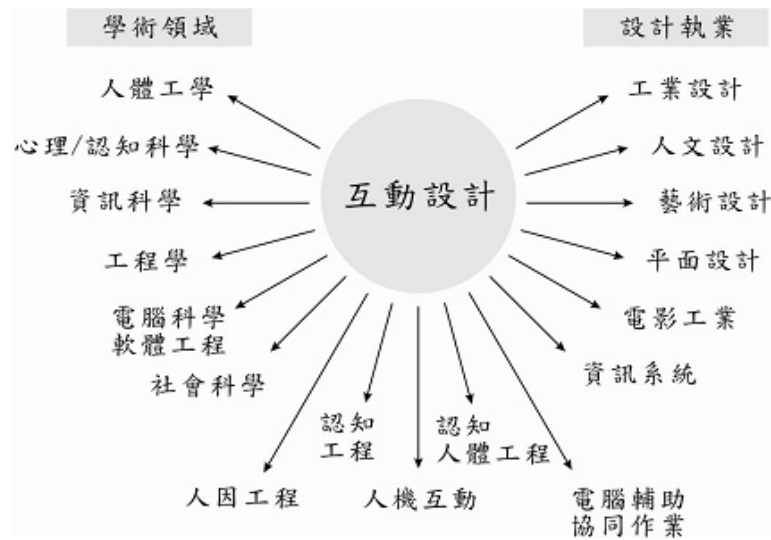 學術領域
設計執業
人體工學
心理/認知科學
資訊科學
工程學
電腦科學
軟體工程
社會科學
互動設計
工業設計
人文設計
藝術設計
平面設計
電影工業
資訊系統
認知
工程
認知
人體工程
人因工程
人機互動
電腦輔助
協同作業